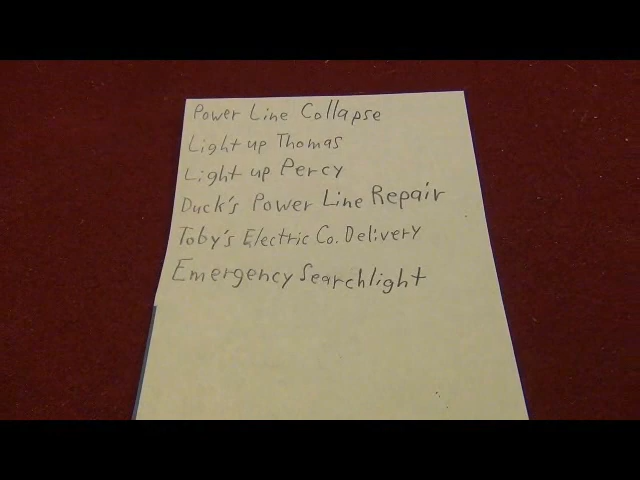 Power Line Collapse
Light up Thomas
Light up Percy
Duck's Power Line Repair
Toby's Electric Co. Delivery
Emergency Searchlight